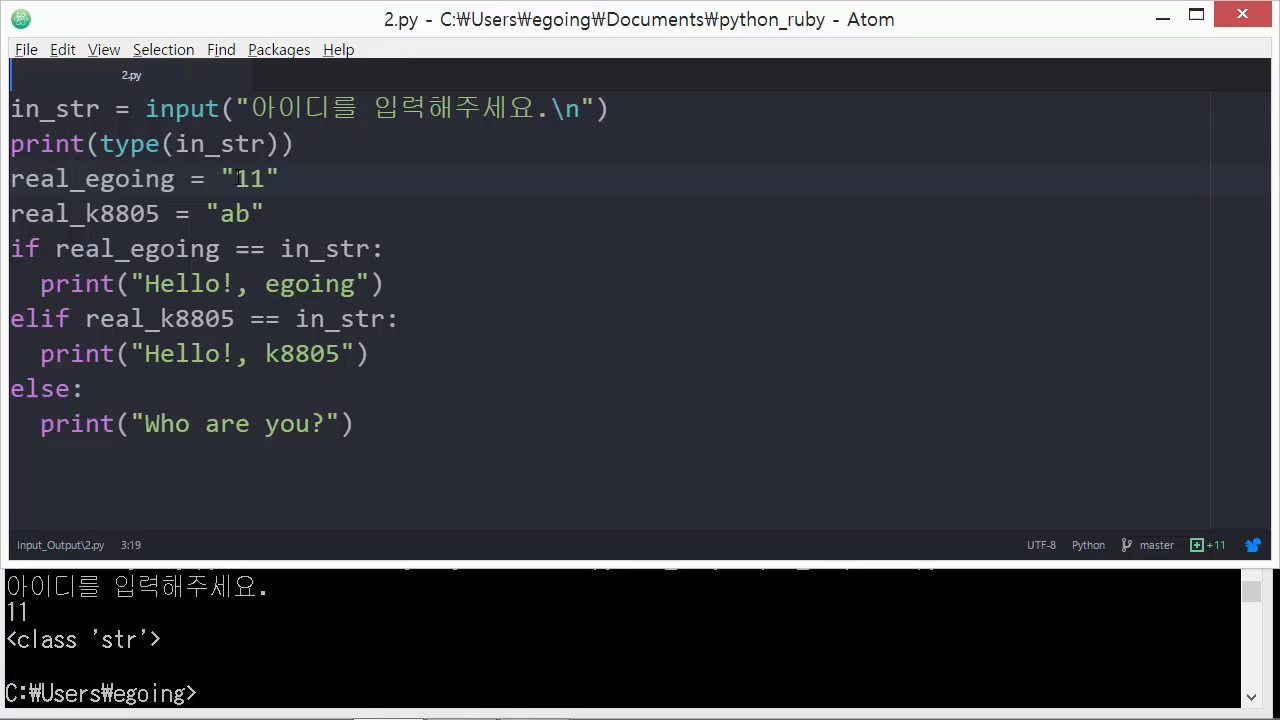 2.py - C:₩Users₩egoing₩Documents₩python_ruby - Atom
File Edit View Selection Find Packages Help
2.py
in_str = input("아이디를 입력해주세요.\n")
print(type(in_str))
real_egoing = "11"
real_k8805 = "ab"
if real_egoing == in_str:
  print("Hello!, egoing")
elif real_k8805 == in_str:
  print("Hello!, k8805")
else:
  print("Who are you?")
Input_Output\2.py 3:19 UTF-8 Python master +11
아이디를 입력해주세요.
11
<class 'str'>
C:₩Users₩egoing>